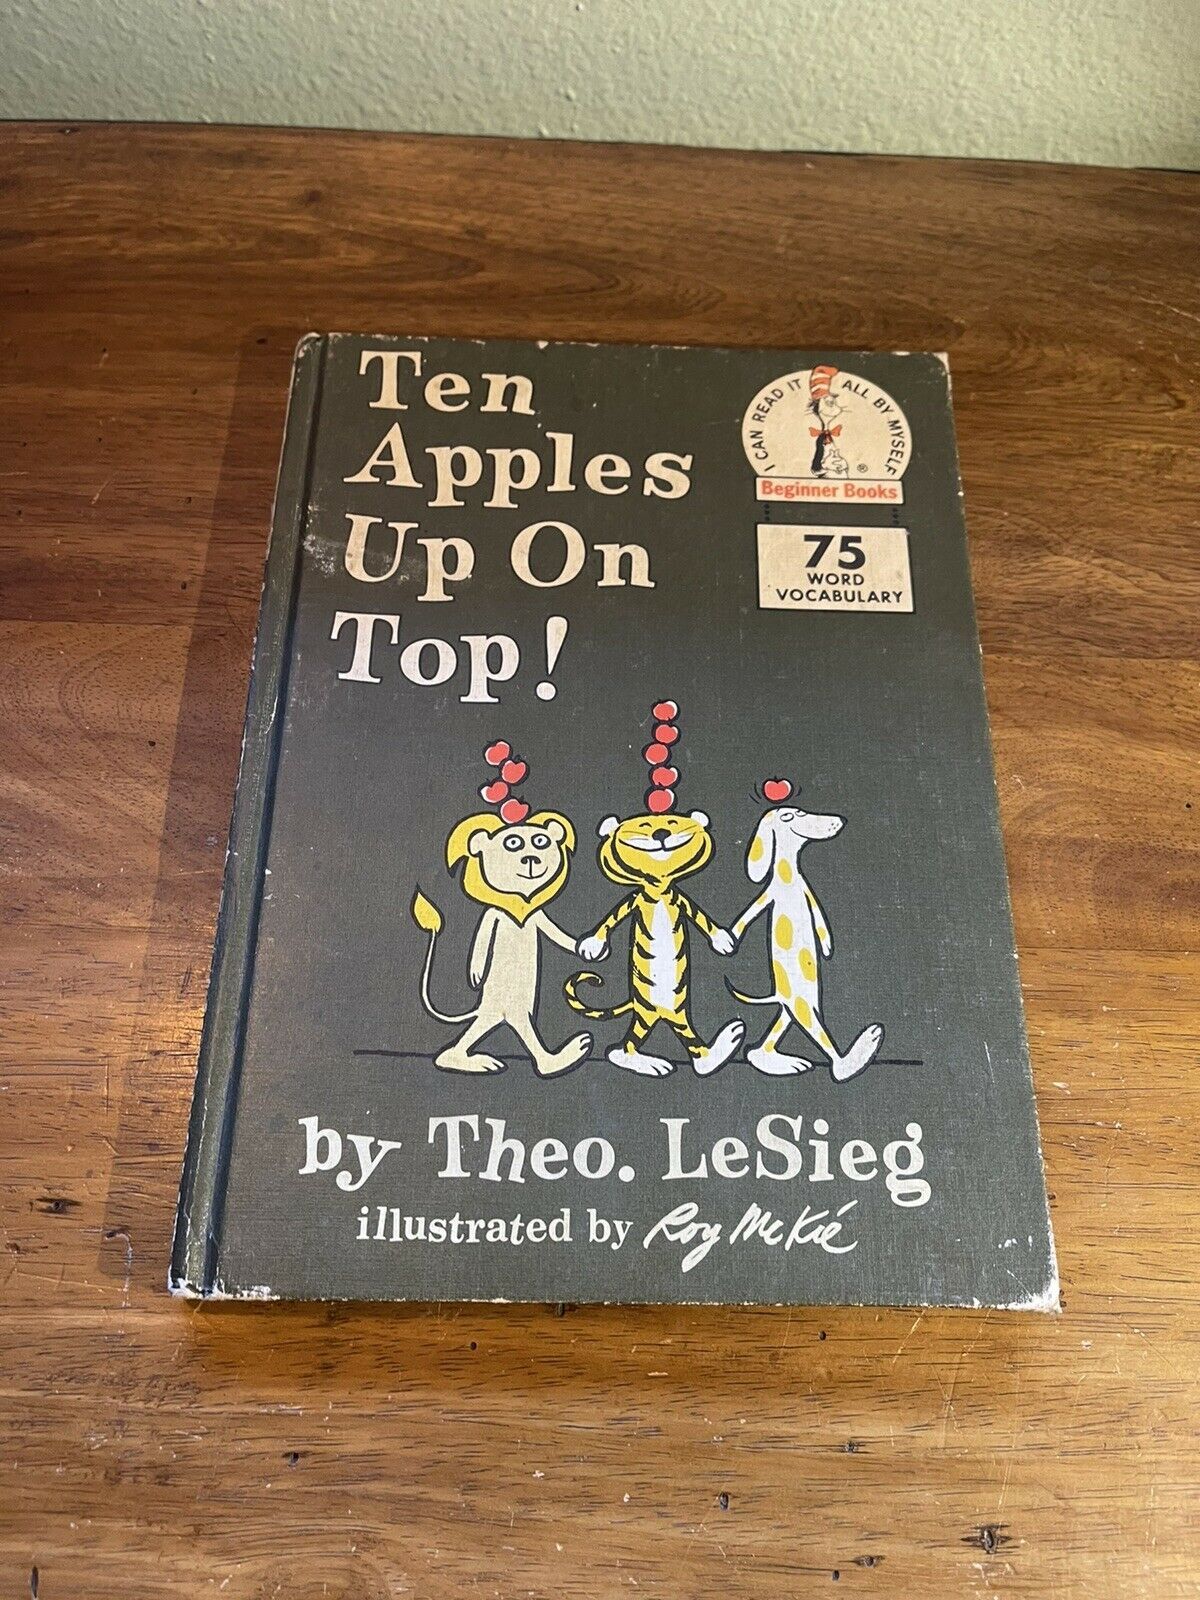 Ten
Apples
Up On
Top!
I CAN READ IT ALL BY MYSELF
®
Beginner Books
75
WORD
VOCABULARY
by Theo. LeSieg
illustrated by Roy McKié